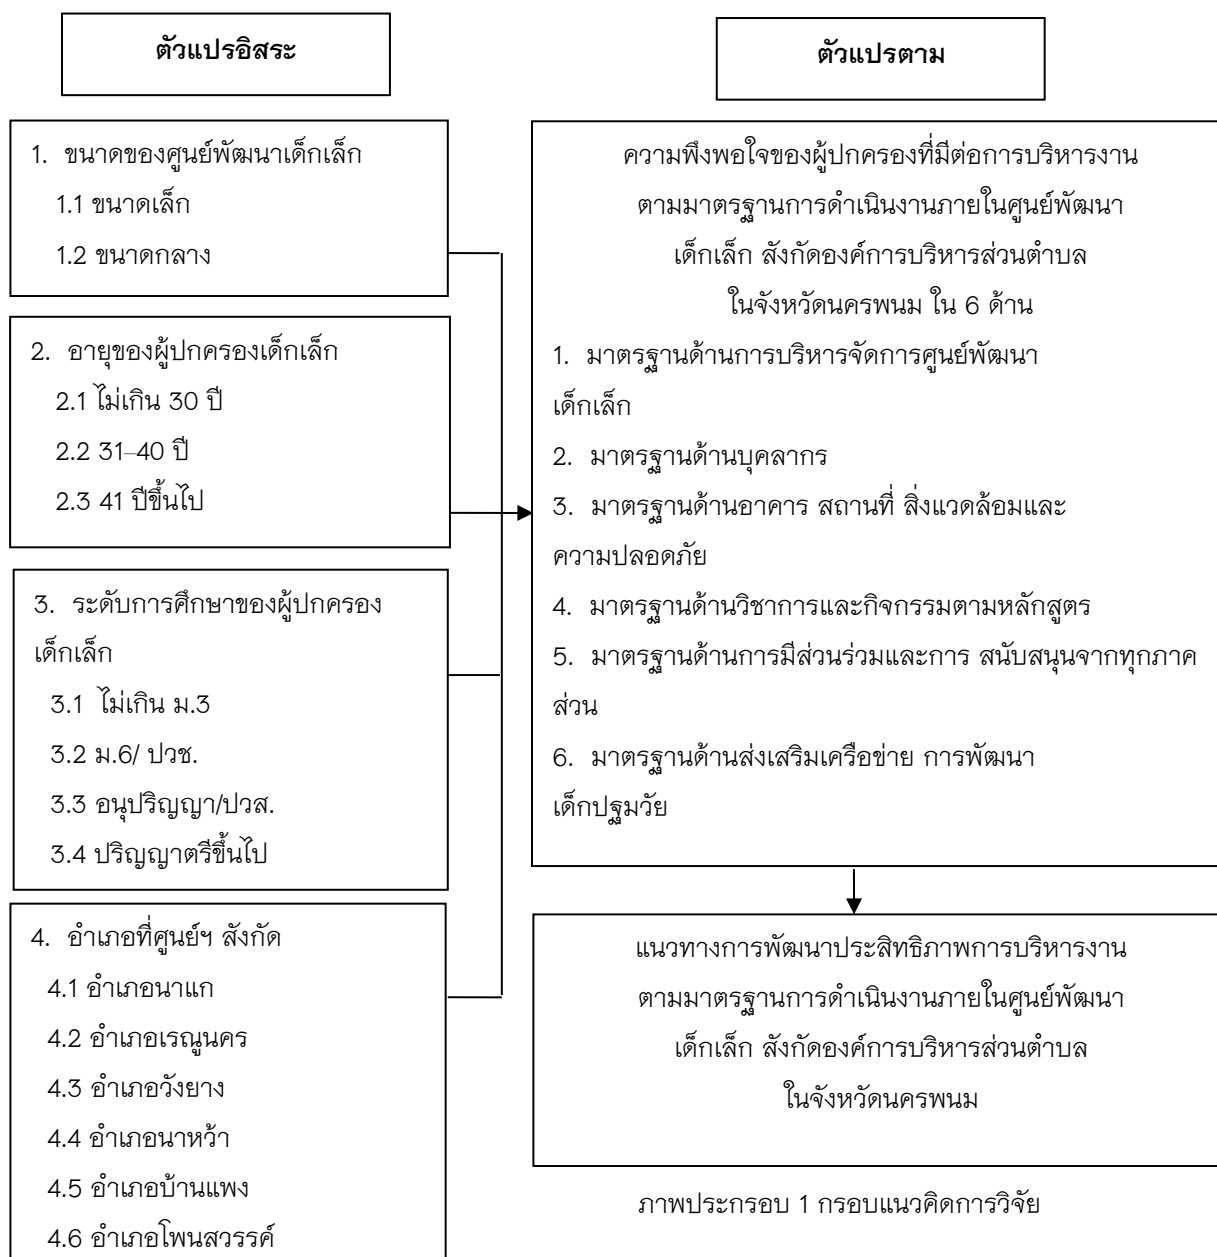 ตัวแปรอิสระ
1. ขนาดของศูนย์พัฒนาเด็กเล็ก
1.1 ขนาดเล็ก
1.2 ขนาดกลาง
2. อายุของผู้ปกครองเด็กเล็ก
2.1 ไม่เกิน 30 ปี
2.2 31–40 ปี
2.3 41 ปีขึ้นไป
3. ระดับการศึกษาของผู้ปกครอง
เด็กเล็ก
3.1 ไม่เกิน ม.3
3.2 ม.6/ ปวช.
3.3 อนุปริญญา/ปวส.
3.4 ปริญญาตรีขึ้นไป
4. อำเภอที่ศูนย์ฯ สังกัด
4.1 อำเภอนาแก
4.2 อำเภอเรณูนคร
4.3 อำเภอวังยาง
4.4 อำเภอนาหว้า
4.5 อำเภอบ้านแพง
4.6 อำเภอโพนสวรรค์
ตัวแปรตาม
ความพึงพอใจของผู้ปกครองที่มีต่อการบริหารงาน
ตามมาตรฐานการดำเนินงานภายในศูนย์พัฒนา
เด็กเล็ก สังกัดองค์การบริหารส่วนตำบล
ในจังหวัดนครพนม ใน 6 ด้าน
1. มาตรฐานด้านการบริหารจัดการศูนย์พัฒนา
เด็กเล็ก
2. มาตรฐานด้านบุคลากร
3. มาตรฐานด้านอาคาร สถานที่ สิ่งแวดล้อมและ
ความปลอดภัย
4. มาตรฐานด้านวิชาการและกิจกรรมตามหลักสูตร
5. มาตรฐานด้านการมีส่วนร่วมและการ สนับสนุนจากทุกภาค
ส่วน
6. มาตรฐานด้านส่งเสริมเครือข่าย การพัฒนา
เด็กปฐมวัย
แนวทางการพัฒนาประสิทธิภาพการบริหารงาน
ตามมาตรฐานการดำเนินงานภายในศูนย์พัฒนา
เด็กเล็ก สังกัดองค์การบริหารส่วนตำบล
ในจังหวัดนครพนม
ภาพประกรอบ 1 กรอบแนวคิดการวิจัย